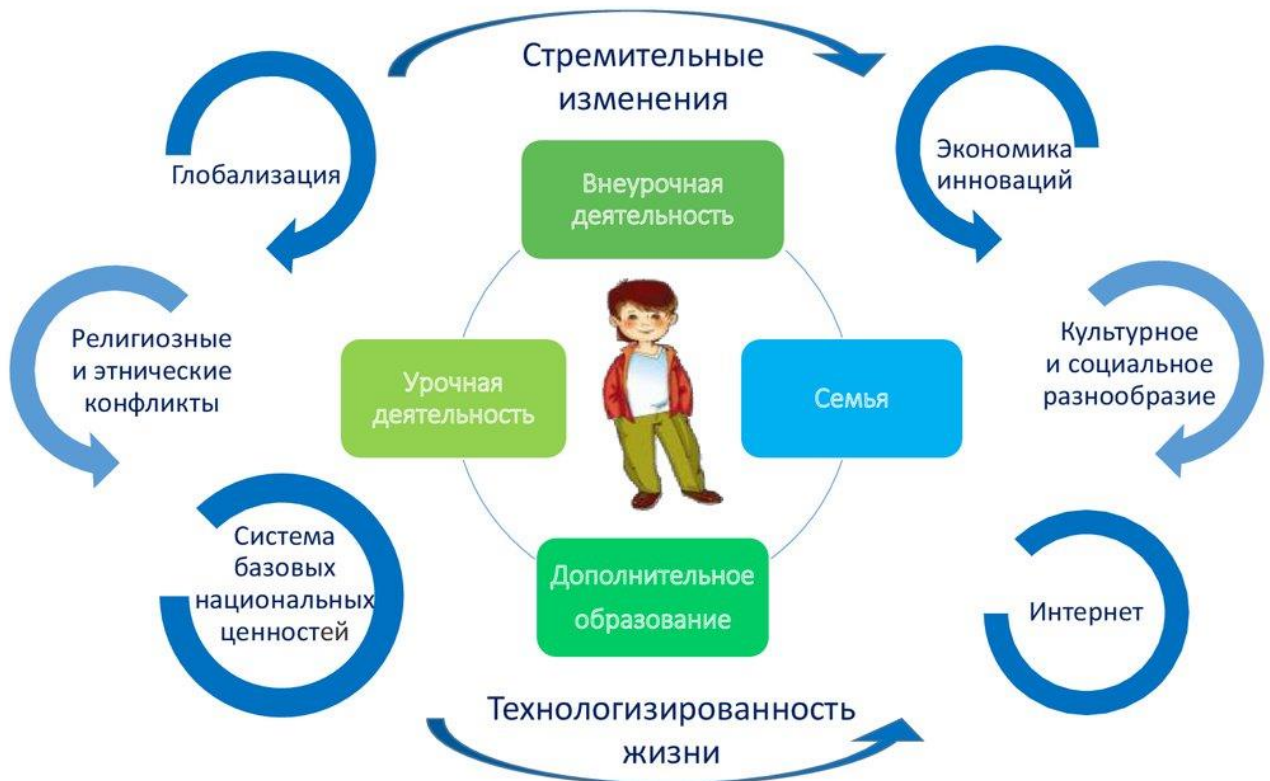 Стремительные
изменения
Глобализация
Экономика
инноваций
Внеурочная
деятельность
Религиозные
и этнические
конфликты
Урочная
деятельность
Семья
Культурное
и социальное
разнообразие
Система
базовых
национальных
ценностей
Дополнительное
образование
Интернет
Технологизированность
жизни